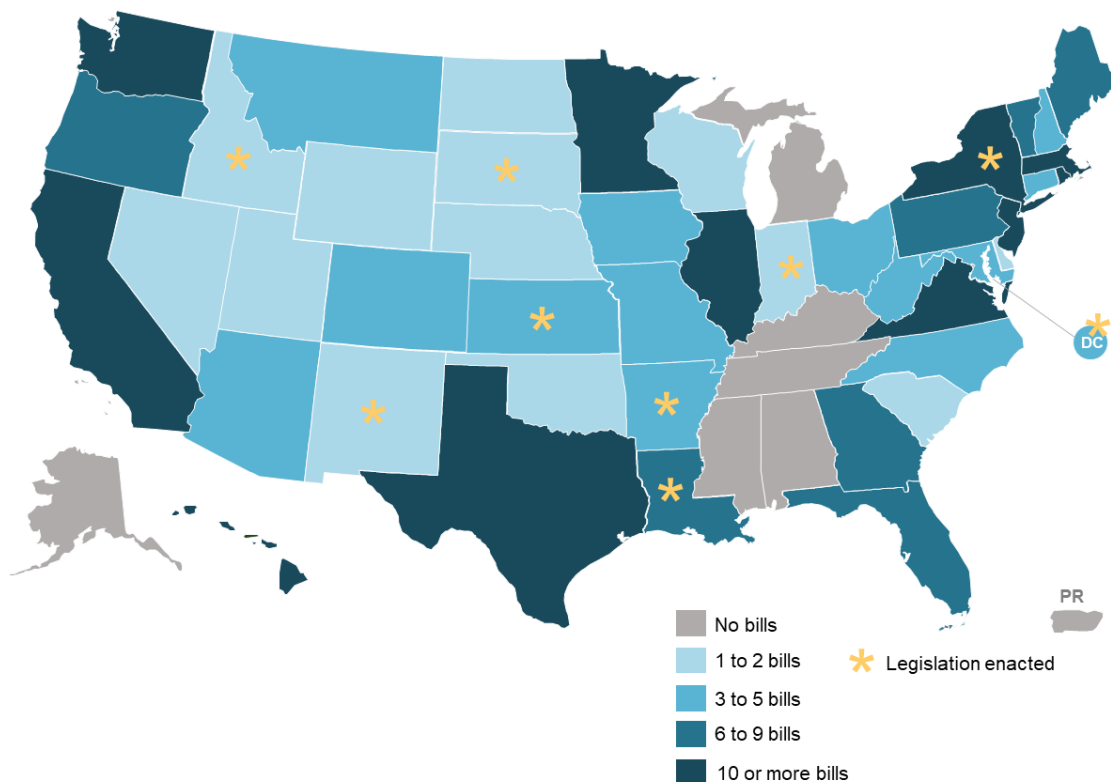 DC
PR
No bills
1 to 2 bills
Legislation enacted
3 to 5 bills
6 to 9 bills
10 or more bills